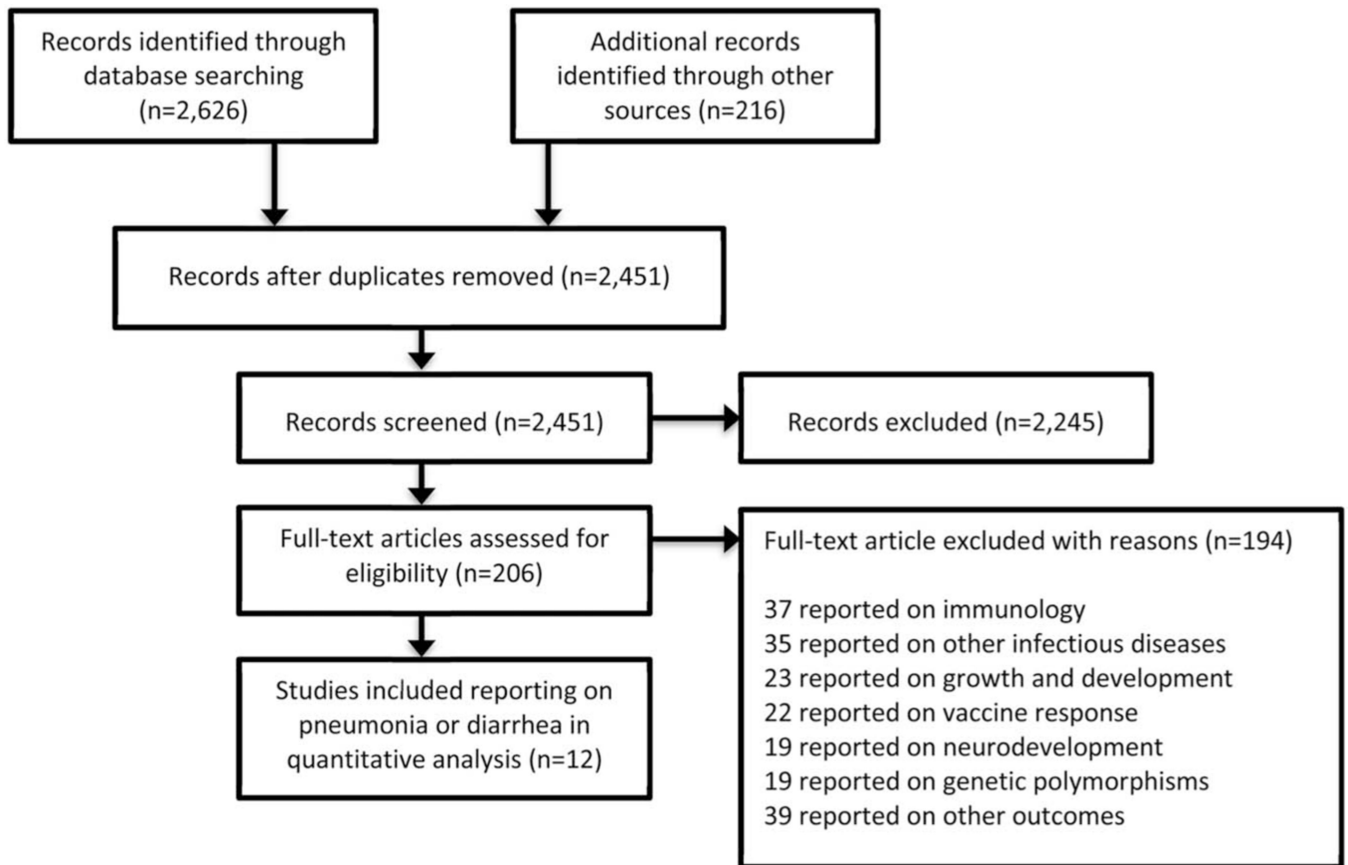 Records identified through
database searching
(n=2,626)
Additional records
identified through other
sources (n=216)
Records after duplicates removed (n=2,451)
Records screened (n=2,451)
Records excluded (n=2,245)
Full-text articles assessed for
eligibility (n=206)
Full-text article excluded with reasons (n=194)
37 reported on immunology
35 reported on other infectious diseases
23 reported on growth and development
22 reported on vaccine response
19 reported on neurodevelopment
19 reported on genetic polymorphisms
39 reported on other outcomes
Studies included reporting on
pneumonia or diarrhea in
quantitative analysis (n=12)